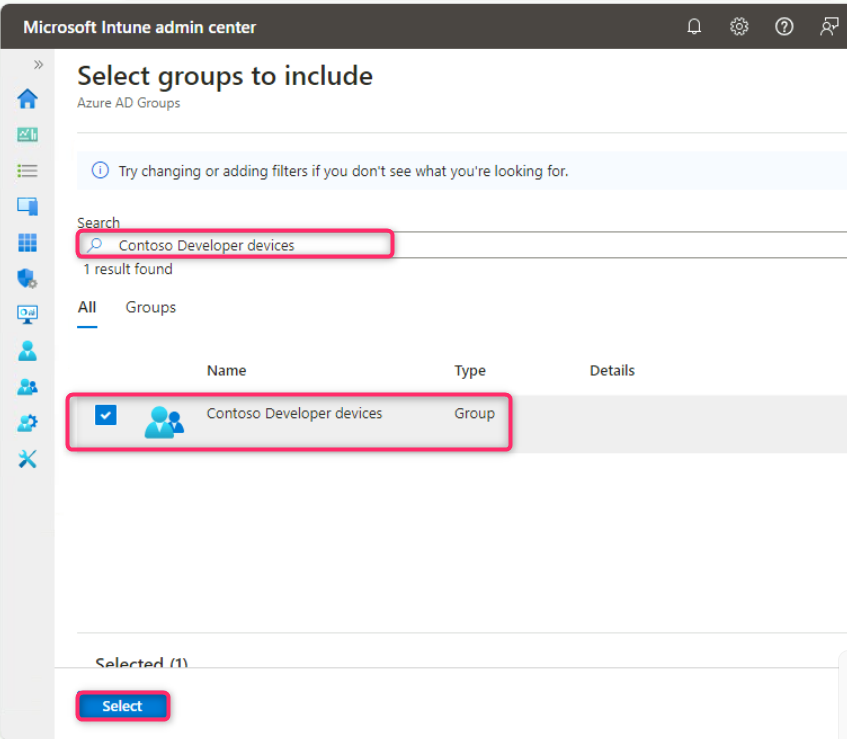 Microsoft Intune admin center
Select groups to include
Azure AD Groups
Try changing or adding filters if you don't see what you're looking for.
Search
Contoso Developer devices
1 result found
All Groups
Name Type Details
Contoso Developer devices Group
Selected (1)
Select